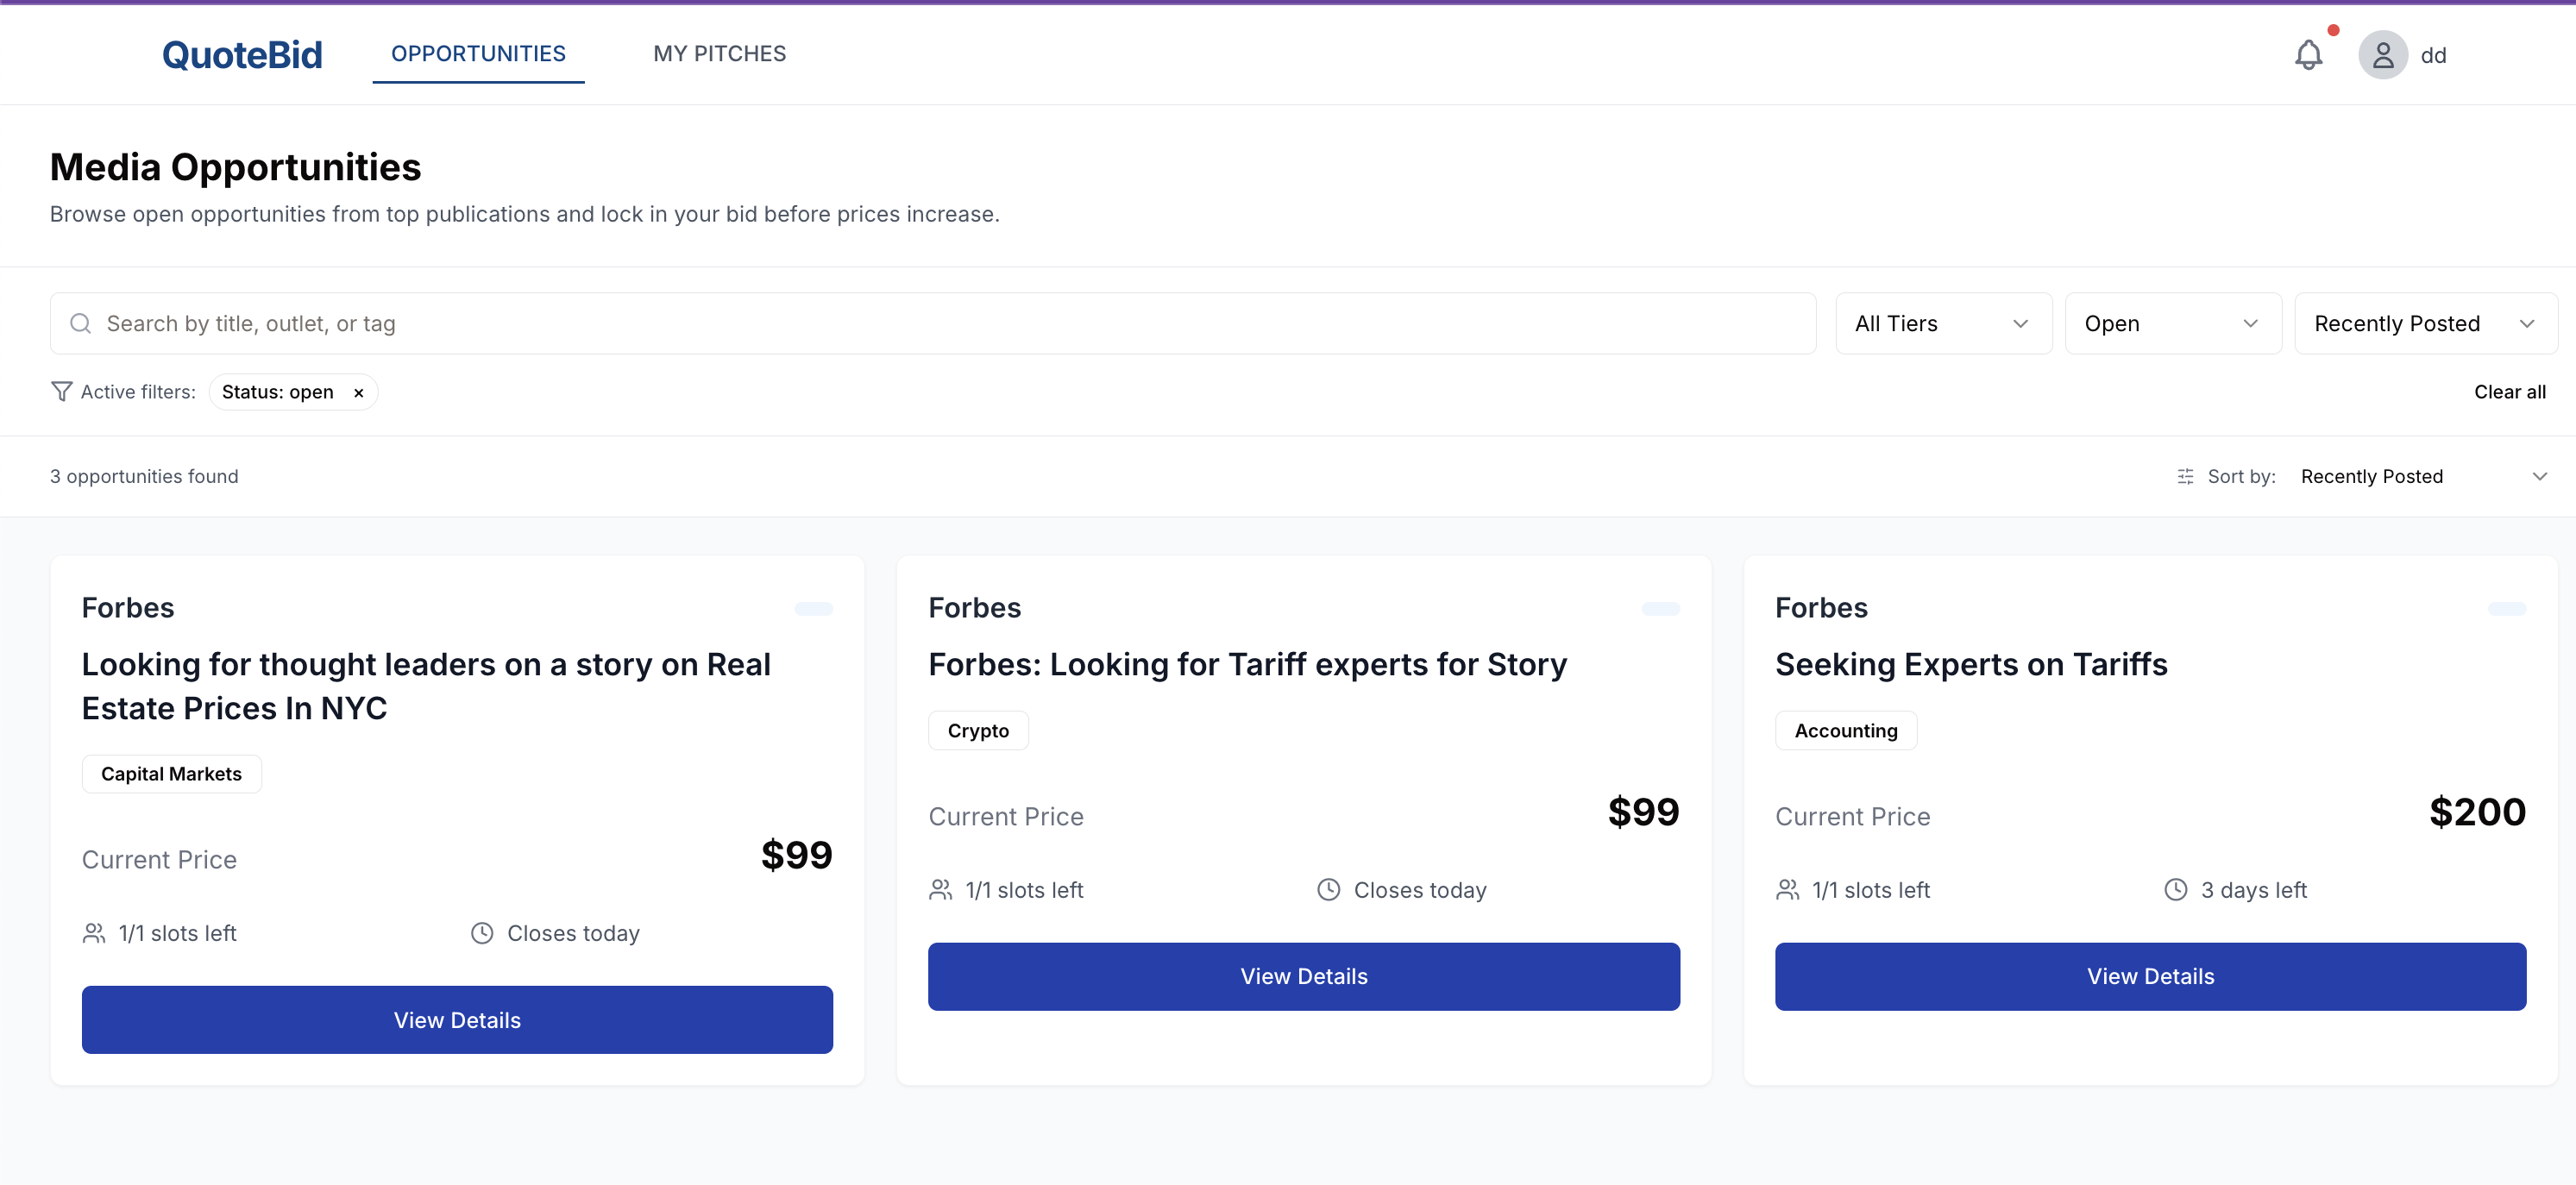 QuoteBid OPPORTUNITIES MY PITCHES dd
Media Opportunities
Browse open opportunities from top publications and lock in your bid before prices increase.
Search by title, outlet, or tag All Tiers Open Recently Posted
Active filters: Status: open × Clear all
3 opportunities found Sort by: Recently Posted
Forbes
Looking for thought leaders on a story on Real
Estate Prices In NYC
Capital Markets
Current Price $99
1/1 slots left Closes today
View Details
Forbes
Forbes: Looking for Tariff experts for Story
Crypto
Current Price $99
1/1 slots left Closes today
View Details
Forbes
Seeking Experts on Tariffs
Accounting
Current Price $200
1/1 slots left 3 days left
View Details